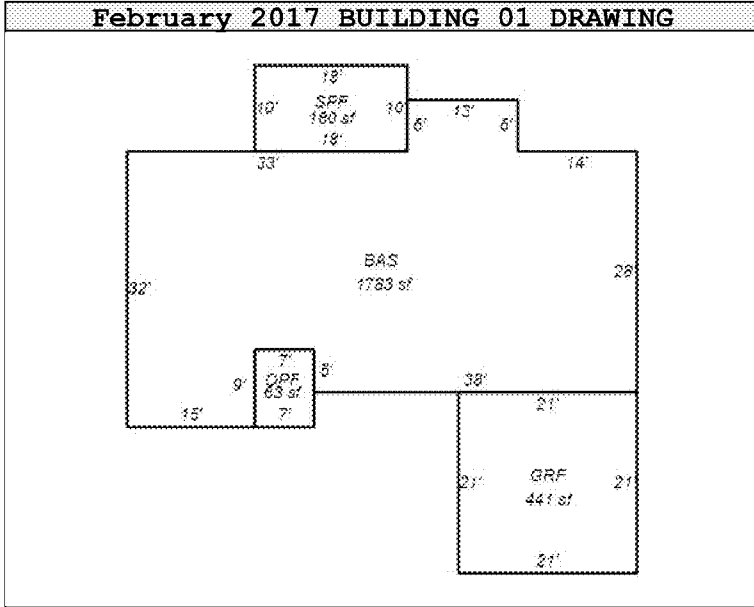 February 2017 BUILDING 01 DRAWING
18'
10' SPF 10'
180 sf
18'
13'
6' 6'
33' 14'
BAS
1783 sf
32' 28'
7' 5'
9' OPF
63 sf
7'
15'
38'
21'
GRF
21' 21'
441 sf
21'